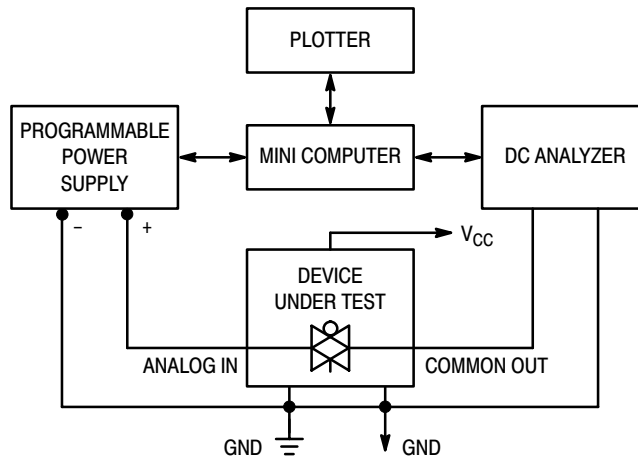 PLOTTER
PROGRAMMABLE
POWER
SUPPLY
MINI COMPUTER
DC ANALYZER
− +
V_CC
DEVICE
UNDER TEST
ANALOG IN
COMMON OUT
GND
GND